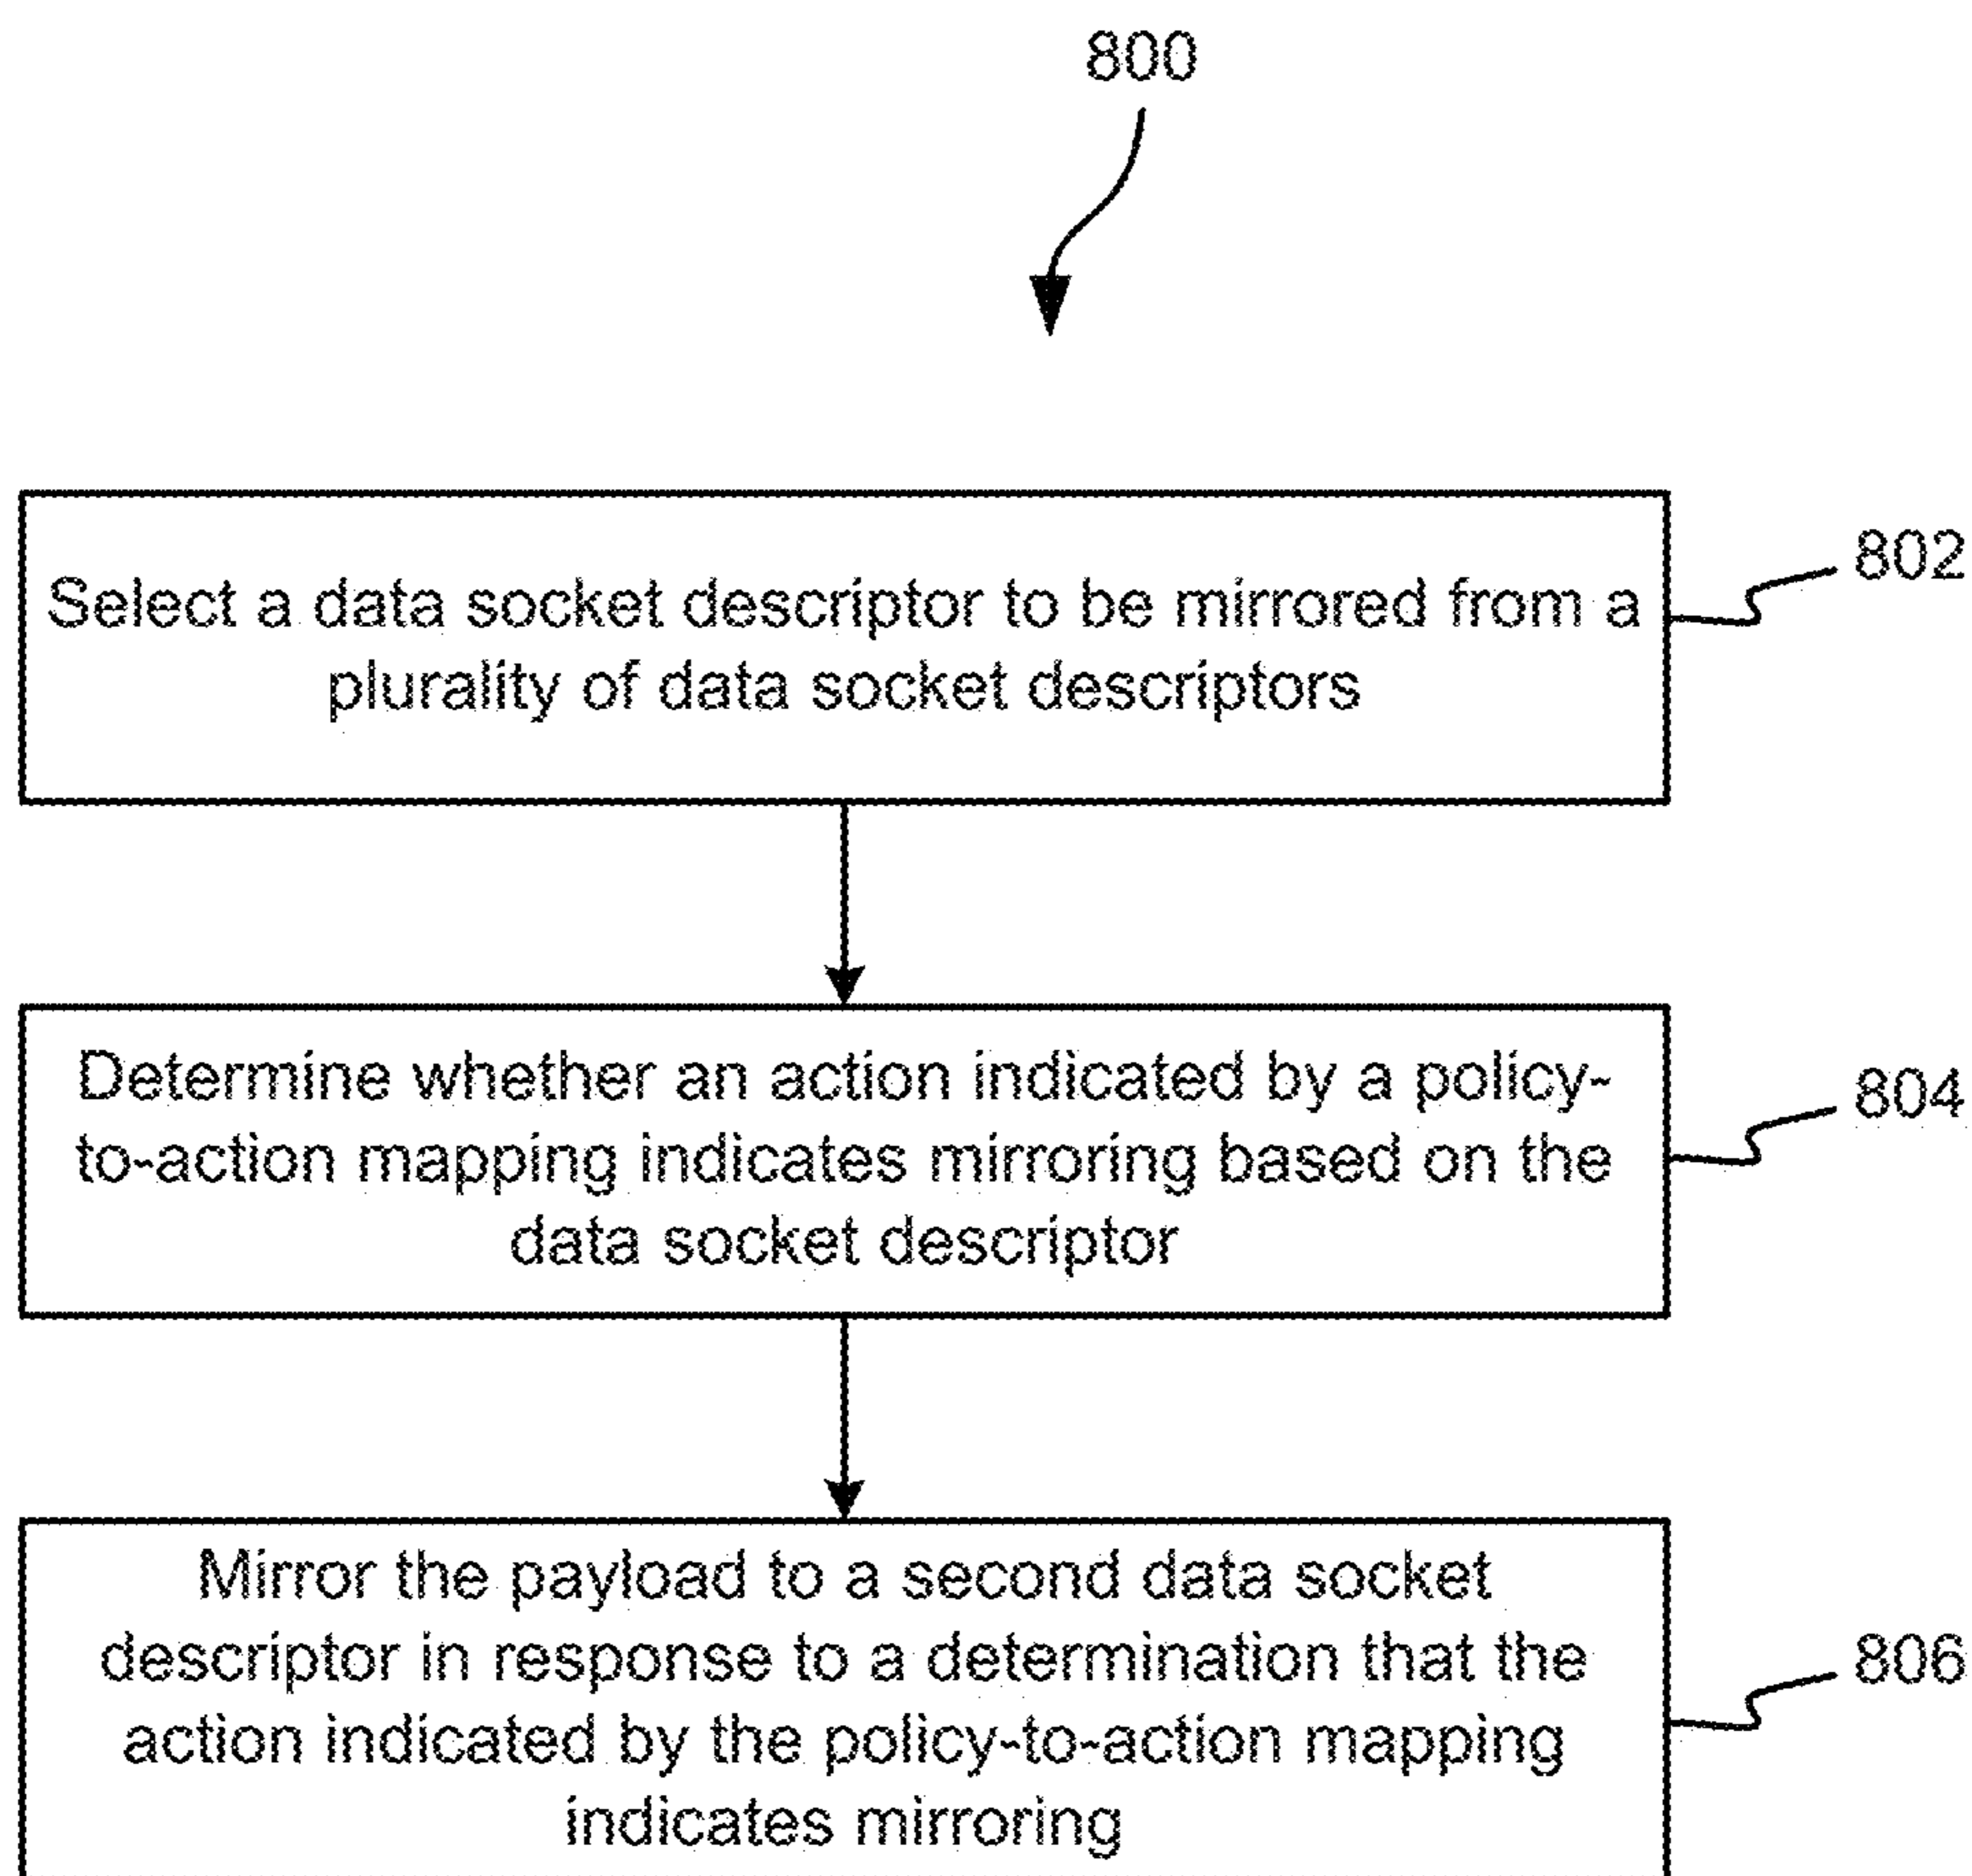 800
Select a data socket descriptor to be mirrored from a
plurality of data socket descriptors
802
Determine whether an action indicated by a policy-
to-action mapping indicates mirroring based on the
data socket descriptor
804
Mirror the payload to a second data socket
descriptor in response to a determination that the
action indicated by the policy-to-action mapping
indicates mirroring
806